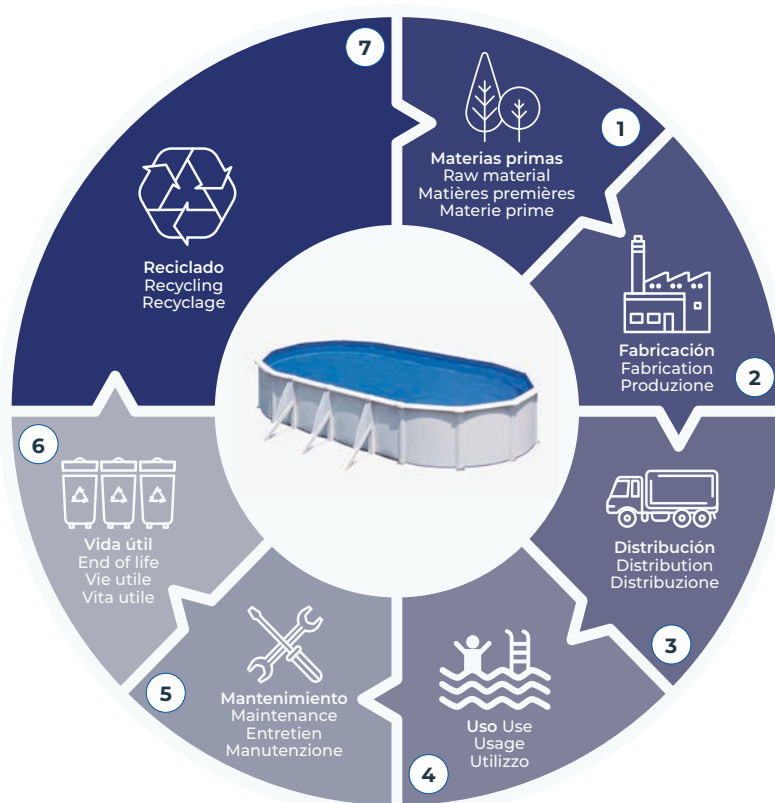 7
1
Materias primas
Raw material
Matières premières
Materie prime
Reciclado
Recycling
Recyclage
Fabricación
Fabrication
Produzione
2
6
Vida útil
End of life
Vie utile
Vita utile
Distribución
Distribution
Distribuzione
3
5
Mantenimiento
Maintenance
Entretien
Manutenzione
Uso Use
Usage
Utilizzo
4